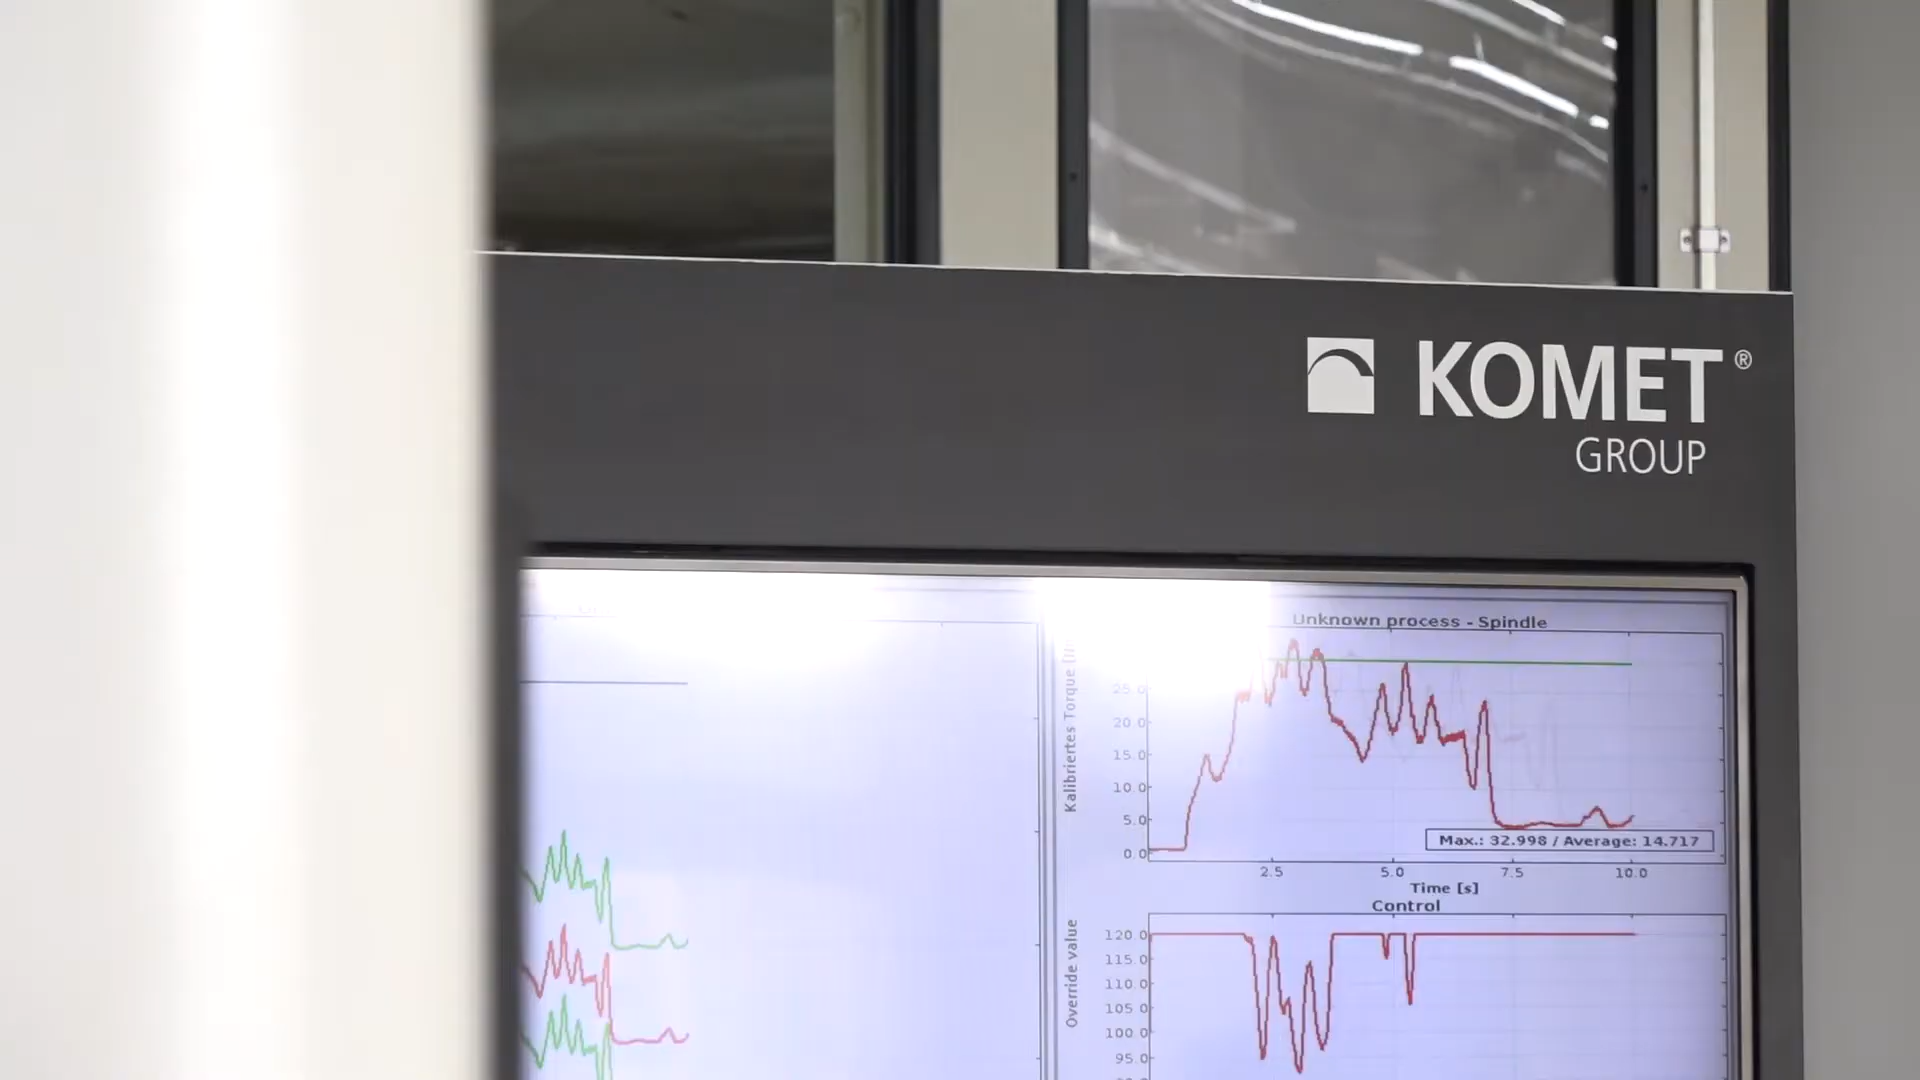 KOMET®
GROUP
Unknown process - Spindle
Kalibriertes Torque
25.0
20.0
15.0
10.0
5.0
0.0
Max.: 32.998 / Average: 14.717
2.5 5.0 7.5 10.0
Time [s]
Control
Override value
120.0
115.0
110.0
105.0
100.0
95.0